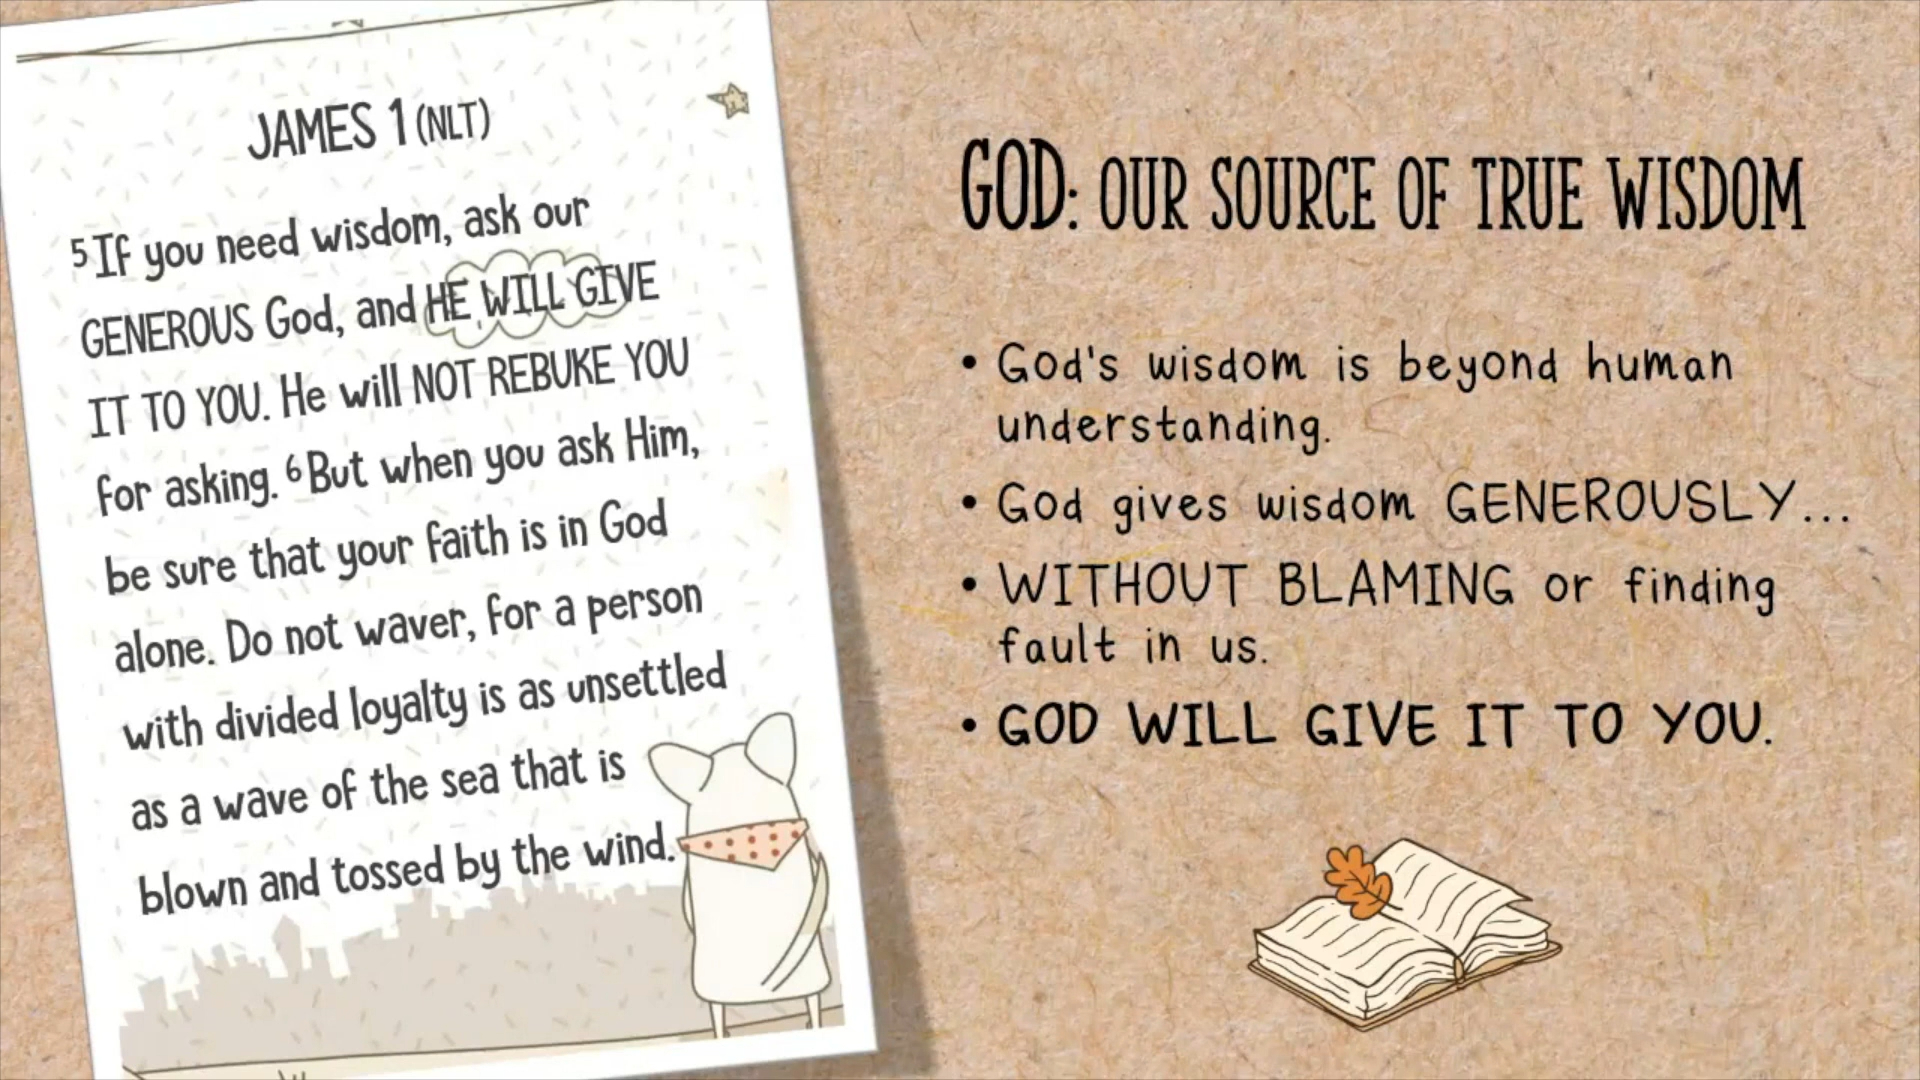 JAMES 1 (NLT)
5 If you need wisdom, ask our
GENEROUS God, and HE WILL GIVE
IT TO YOU. He will NOT REBUKE YOU
for asking. 6 But when you ask Him,
be sure that your faith is in God
alone. Do not waver, for a person
with divided loyalty is as unsettled
as a wave of the sea that is
blown and tossed by the wind.
GOD: OUR SOURCE OF TRUE WISDOM
• God's wisdom is beyond human
understanding.
• God gives wisdom GENEROUSLY...
• WITHOUT BLAMING or finding
fault in us.
• GOD WILL GIVE IT TO YOU.